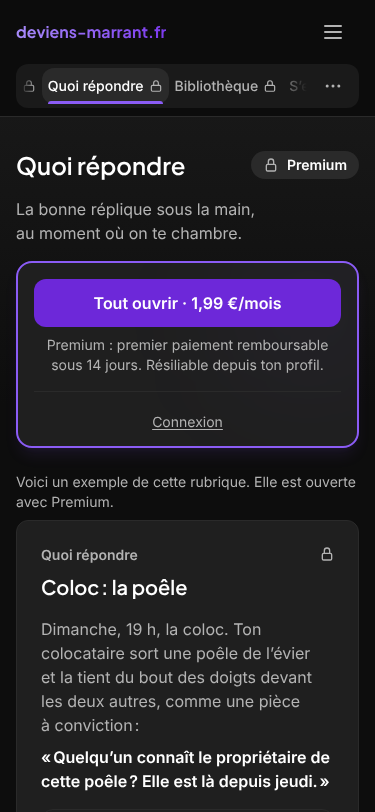 deviens-marrant.fr
Quoi répondre Bibliothèque S'e
Quoi répondre Premium
La bonne réplique sous la main,
au moment où on te chambre.
Tout ouvrir · 1,99 €/mois
Premium : premier paiement remboursable
sous 14 jours. Résiliable depuis ton profil.
Connexion
Voici un exemple de cette rubrique. Elle est ouverte
avec Premium.
Quoi répondre
Coloc : la poêle
Dimanche, 19 h, la coloc. Ton
colocataire sort une poêle de l'évier
et la tient du bout des doigts devant
les deux autres, comme une pièce
à conviction :
« Quelqu'un connaît le propriétaire de
cette poêle ? Elle est là depuis jeudi. »